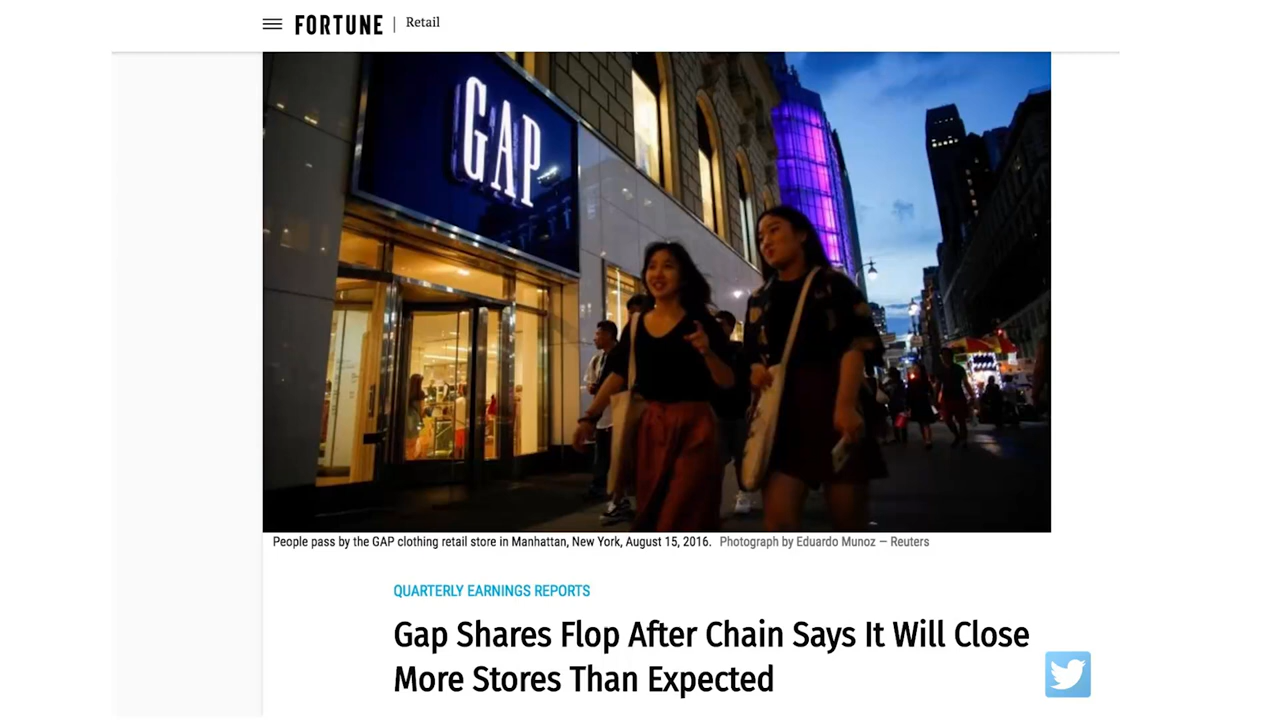 FORTUNE | Retail
GAP
People pass by the GAP clothing retail store in Manhattan, New York, August 15, 2016. Photograph by Eduardo Munoz — Reuters
QUARTERLY EARNINGS REPORTS
Gap Shares Flop After Chain Says It Will Close
More Stores Than Expected